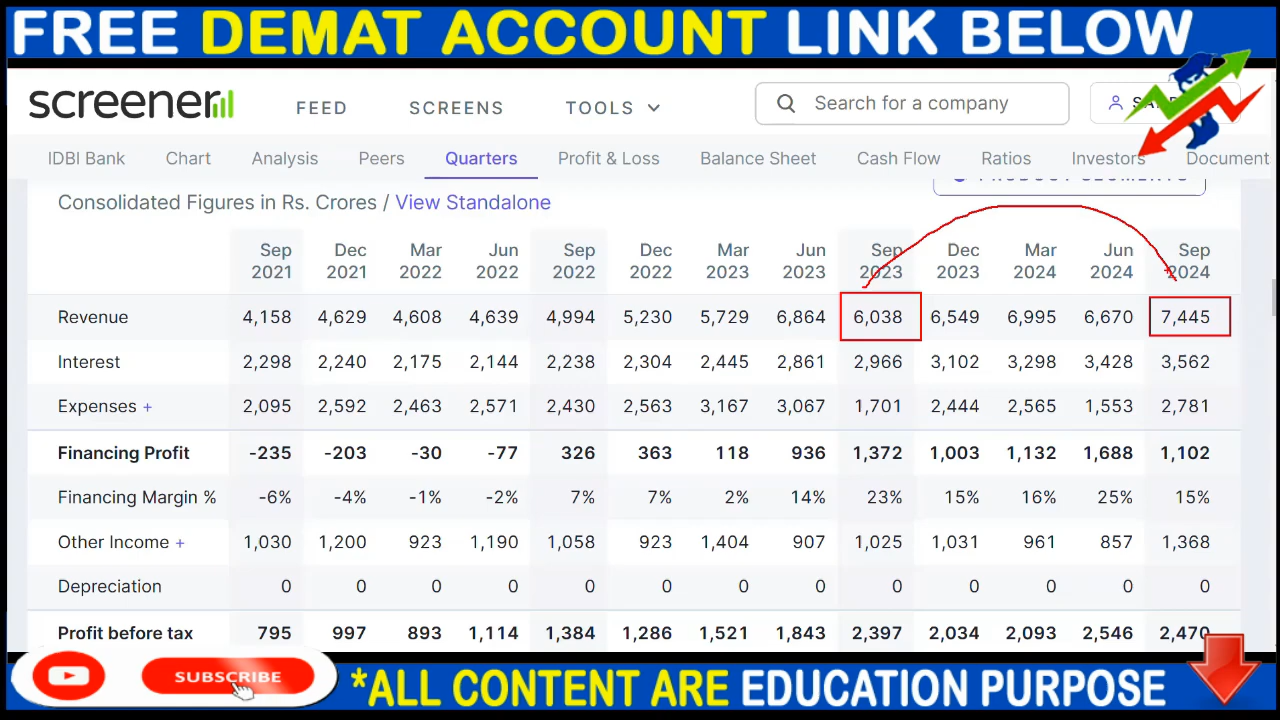 FREE DEMAT ACCOUNT LINK BELOW
screener FEED SCREENS TOOLS Search for a company
IDBI Bank Chart Analysis Peers Quarters Profit & Loss Balance Sheet Cash Flow Ratios Investors Document
PRODUCT SEGMENTS
Consolidated Figures in Rs. Crores / View Standalone
Sep Dec Mar Jun Sep Dec Mar Jun Sep Dec Mar Jun Sep
2021 2021 2022 2022 2022 2022 2023 2023 2023 2023 2024 2024 2024
Revenue 4,158 4,629 4,608 4,639 4,994 5,230 5,729 6,864 6,038 6,549 6,995 6,670 7,445
Interest 2,298 2,240 2,175 2,144 2,238 2,304 2,445 2,861 2,966 3,102 3,298 3,428 3,562
Expenses + 2,095 2,592 2,463 2,571 2,430 2,563 3,167 3,067 1,701 2,444 2,565 1,553 2,781
Financing Profit -235 -203 -30 -77 326 363 118 936 1,372 1,003 1,132 1,688 1,102
Financing Margin % -6% -4% -1% -2% 7% 7% 2% 14% 23% 15% 16% 25% 15%
Other Income + 1,030 1,200 923 1,190 1,058 923 1,404 907 1,025 1,031 961 857 1,368
Depreciation 0 0 0 0 0 0 0 0 0 0 0 0 0
Profit before tax 795 997 893 1,114 1,384 1,286 1,521 1,843 2,397 2,034 2,093 2,546 2,470
SUBSCRIBE
*ALL CONTENT ARE EDUCATION PURPOSE